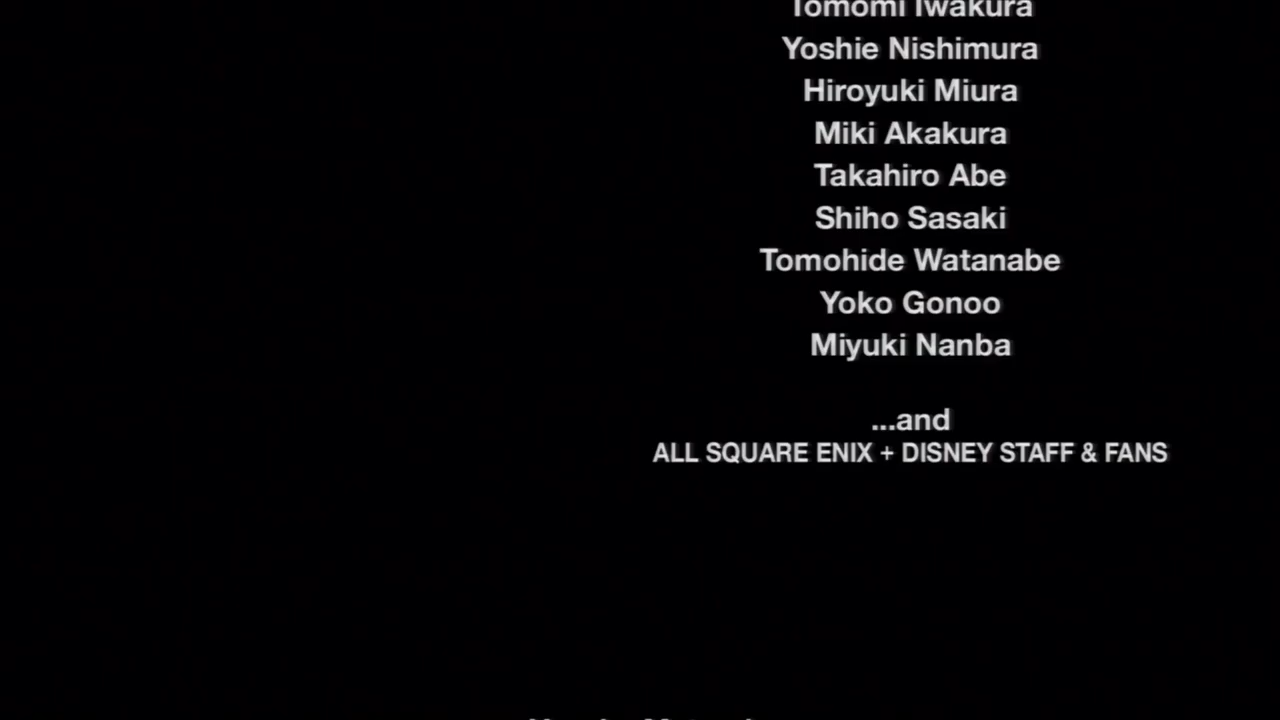 Tomomi Iwakura
Yoshie Nishimura
Hiroyuki Miura
Miki Akakura
Takahiro Abe
Shiho Sasaki
Tomohide Watanabe
Yoko Gonoo
Miyuki Nanba
...and
ALL SQUARE ENIX + DISNEY STAFF & FANS